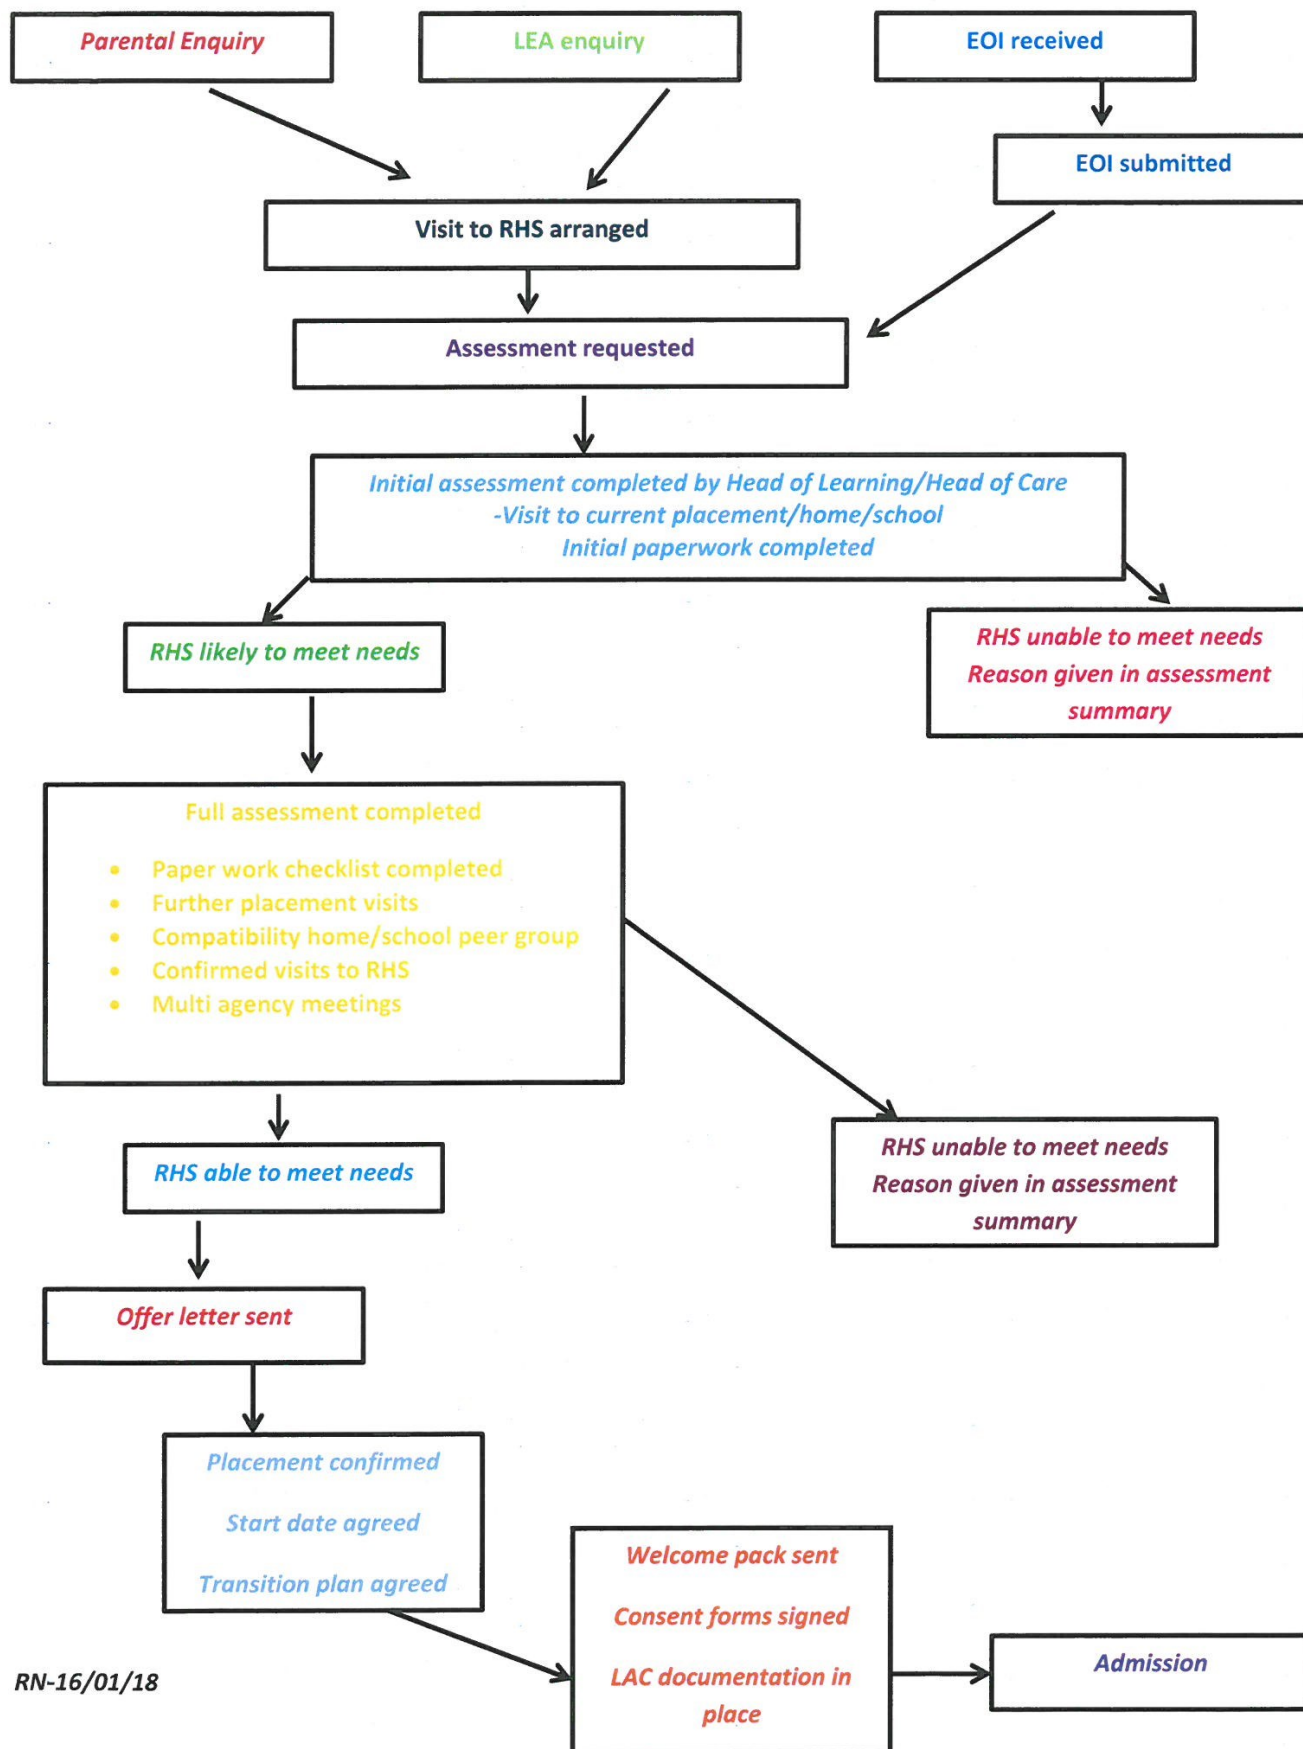 Parental Enquiry
LEA enquiry
EOI received
EOI submitted
Visit to RHS arranged
Assessment requested
Initial assessment completed by Head of Learning/Head of Care
-Visit to current placement/home/school
Initial paperwork completed
RHS likely to meet needs
RHS unable to meet needs
Reason given in assessment
summary
Full assessment completed
• Paper work checklist completed
• Further placement visits
• Compatibility home/school peer group
• Confirmed visits to RHS
• Multi agency meetings
RHS able to meet needs
RHS unable to meet needs
Reason given in assessment
summary
Offer letter sent
Placement confirmed
Start date agreed
Transition plan agreed
Welcome pack sent
Consent forms signed
LAC documentation in
place
Admission
RN-16/01/18